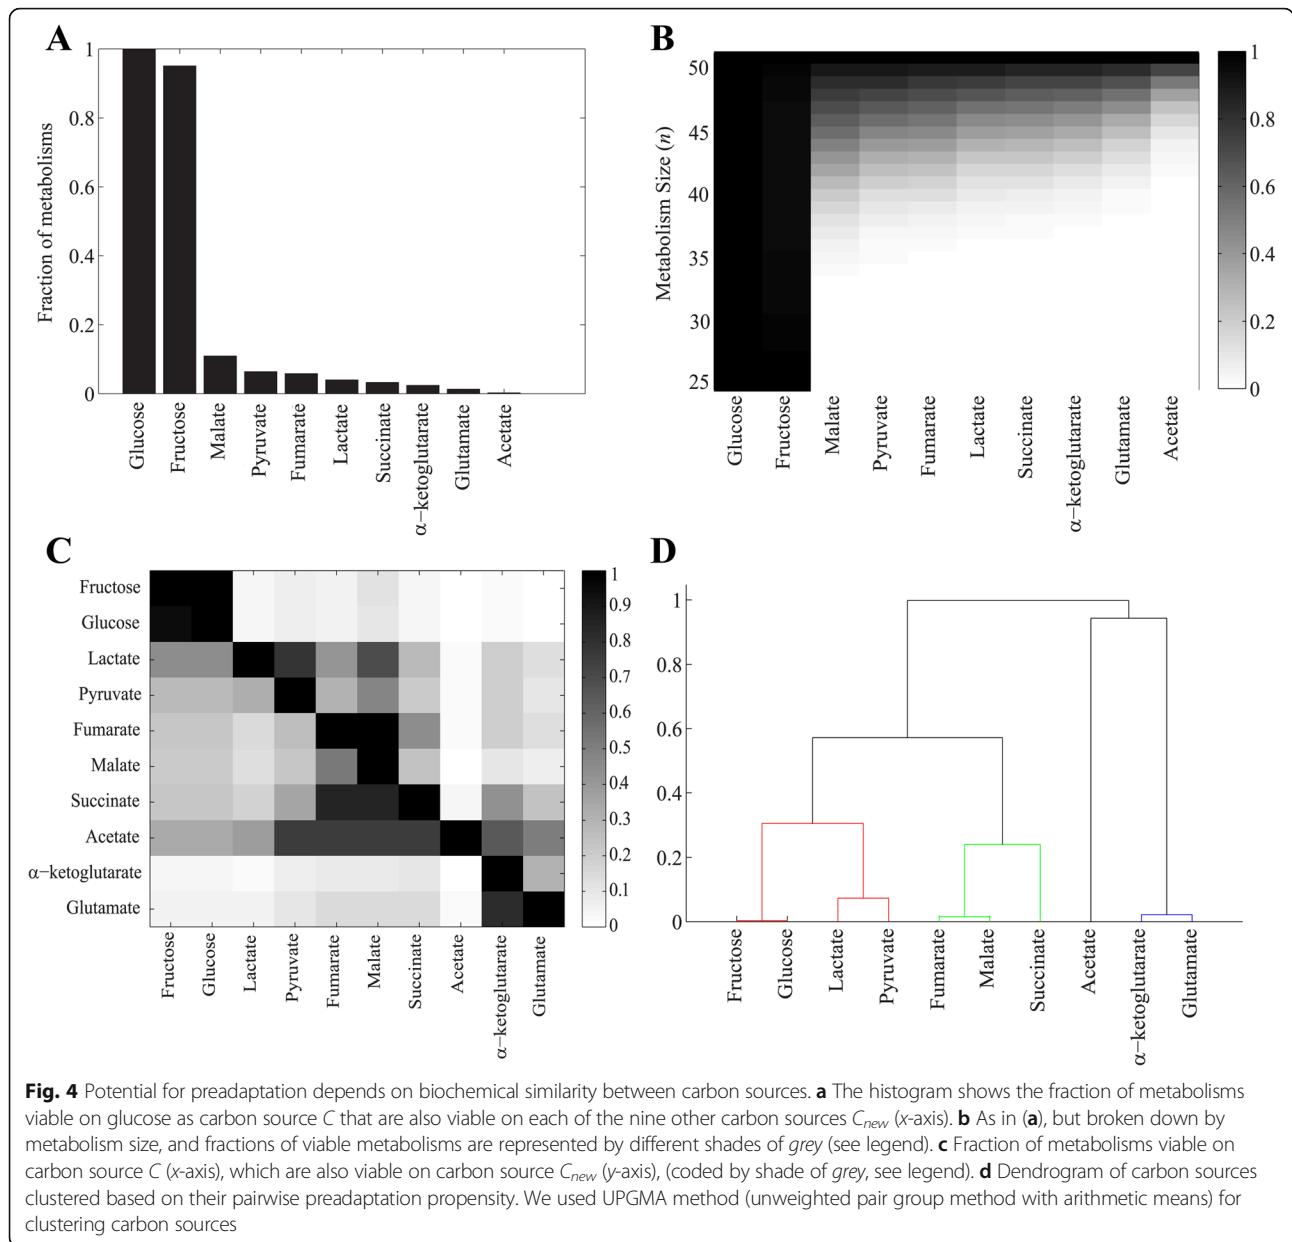 A
1
0.8
0.6
0.4
0.2
0
Fraction of metabolisms
Glucose
Fructose
Malate
Pyruvate
Fumarate
Lactate
Succinate
α−ketoglutarate
Glutamate
Acetate
B
50
45
40
35
30
25
Metabolism Size (n)
Glucose
Fructose
Malate
Pyruvate
Fumarate
Lactate
Succinate
α−ketoglutarate
Glutamate
Acetate
1
0.8
0.6
0.4
0.2
0
C
Fructose
Glucose
Lactate
Pyruvate
Fumarate
Malate
Succinate
Acetate
α−ketoglutarate
Glutamate
Fructose
Glucose
Lactate
Pyruvate
Fumarate
Malate
Succinate
Acetate
α−ketoglutarate
Glutamate
1
0.9
0.8
0.7
0.6
0.5
0.4
0.3
0.2
0.1
0
D
1
0.8
0.6
0.4
0.2
0
Fructose
Glucose
Lactate
Pyruvate
Fumarate
Malate
Succinate
Acetate
α−ketoglutarate
Glutamate
Fig. 4 Potential for preadaptation depends on biochemical similarity between carbon sources. a The histogram shows the fraction of metabolisms
viable on glucose as carbon source C that are also viable on each of the nine other carbon sources Cnew (x-axis). b As in (a), but broken down by
metabolism size, and fractions of viable metabolisms are represented by different shades of grey (see legend). c Fraction of metabolisms viable on
carbon source C (x-axis), which are also viable on carbon source Cnew (y-axis), (coded by shade of grey, see legend). d Dendrogram of carbon sources
clustered based on their pairwise preadaptation propensity. We used UPGMA method (unweighted pair group method with arithmetic means) for
clustering carbon sources